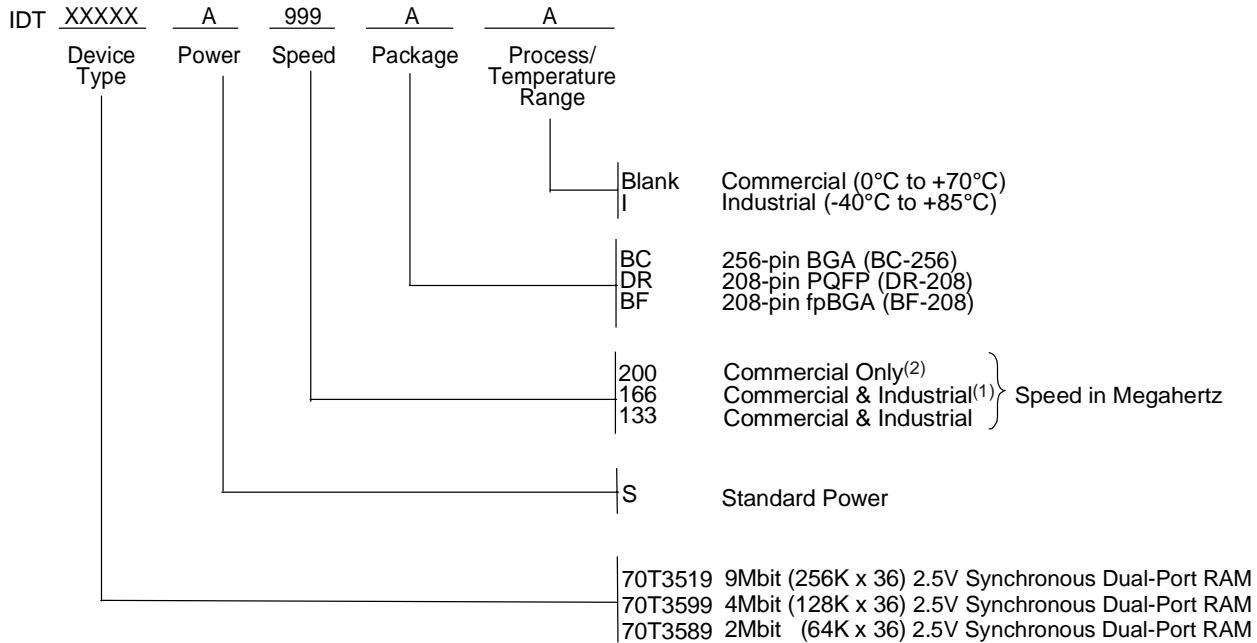 IDT XXXXX A 999 A A
Device Type Power Speed Package Process/ Temperature Range
Blank Commercial (0°C to +70°C)
I Industrial (-40°C to +85°C)
BC 256-pin BGA (BC-256)
DR 208-pin PQFP (DR-208)
BF 208-pin fpBGA (BF-208)
200 Commercial Only(2)
166 Commercial & Industrial(1) Speed in Megahertz
133 Commercial & Industrial
S Standard Power
70T3519 9Mbit (256K x 36) 2.5V Synchronous Dual-Port RAM
70T3599 4Mbit (128K x 36) 2.5V Synchronous Dual-Port RAM
70T3589 2Mbit (64K x 36) 2.5V Synchronous Dual-Port RAM